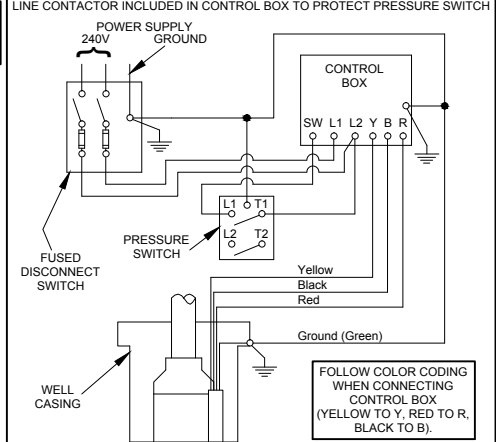 LINE CONTACTOR INCLUDED IN CONTROL BOX TO PROTECT PRESSURE SWITCH
POWER SUPPLY
240V
GROUND
CONTROL
BOX
SW L1 L2 Y B R
L1 T1
L2 T2
PRESSURE
SWITCH
FUSED
DISCONNECT
SWITCH
Yellow
Black
Red
Ground (Green)
WELL
CASING
FOLLOW COLOR CODING
WHEN CONNECTING
CONTROL BOX
(YELLOW TO Y, RED TO R,
BLACK TO B).